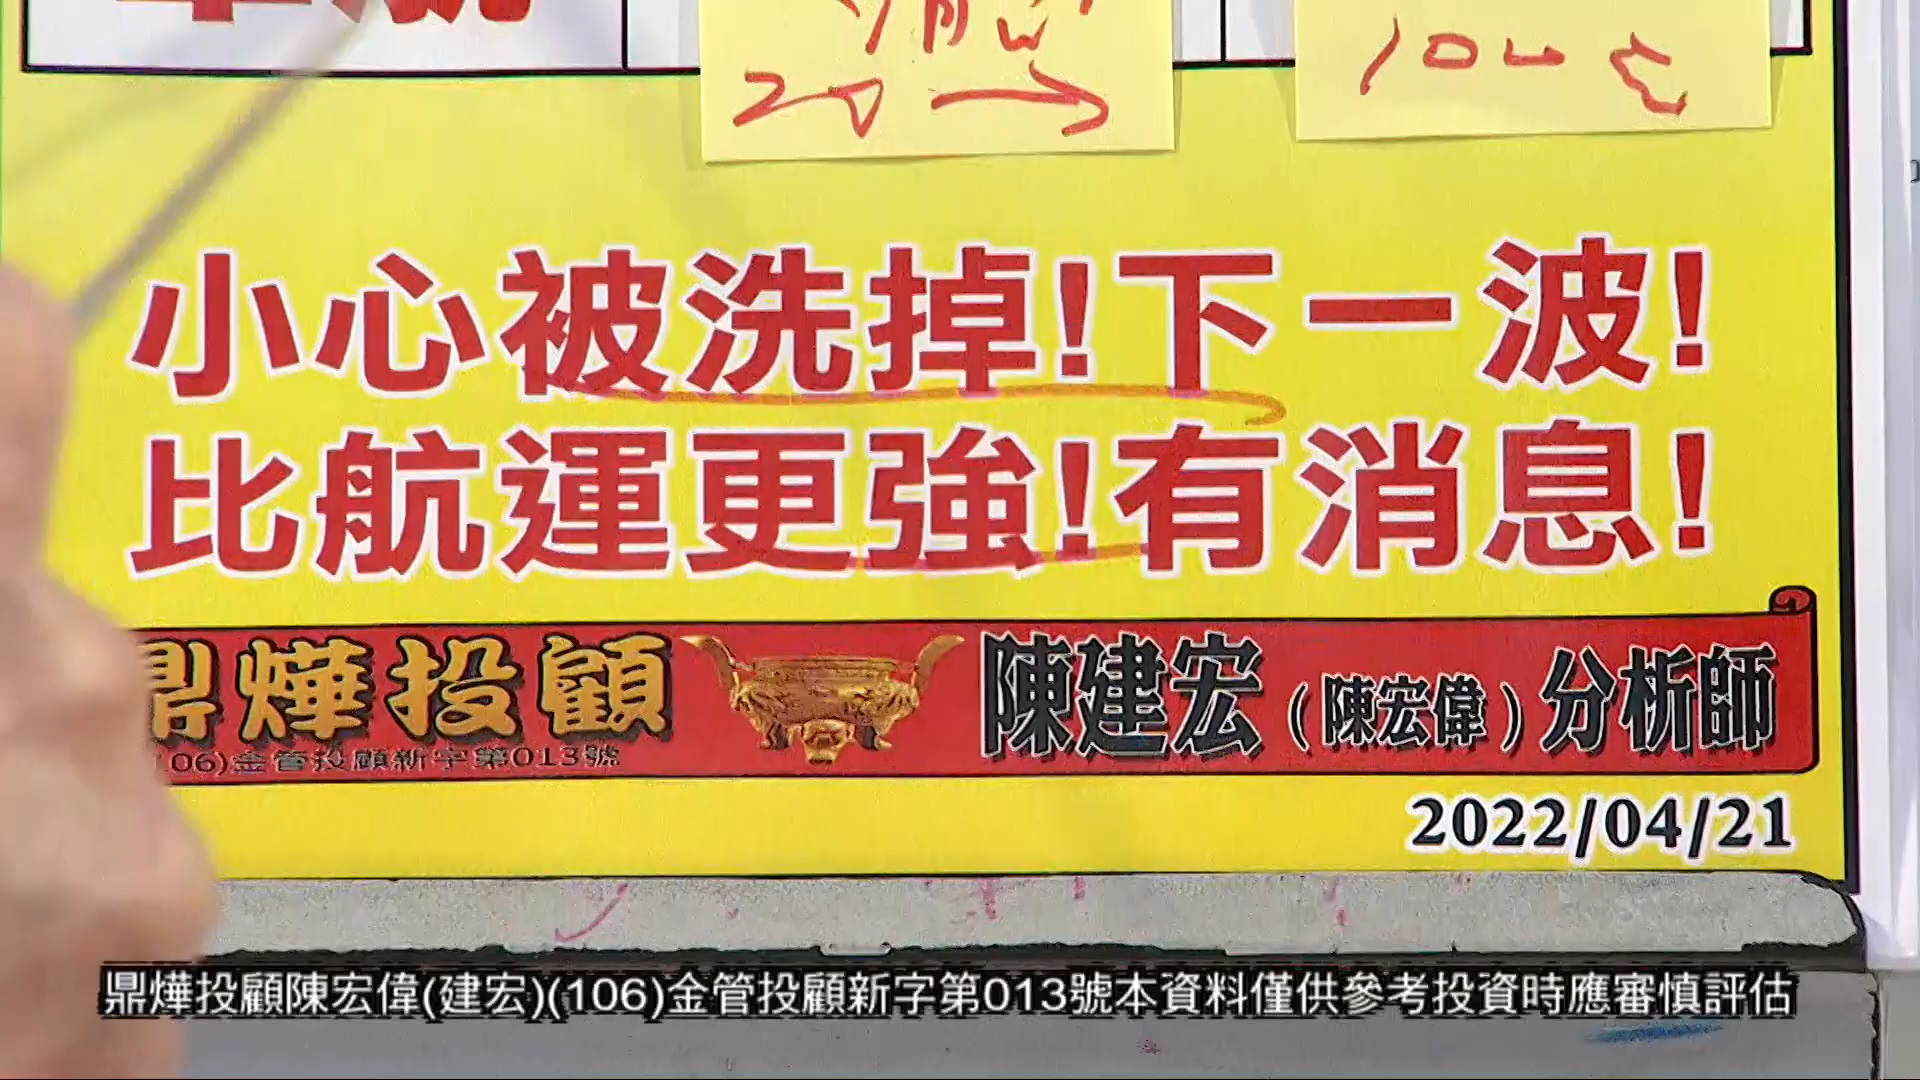 20 →
小心被洗掉!下一波!
比航運更強!有消息!
鼎燁投顧 陳建宏(陳宏偉)分析師
06)金管投顧新字第013號
2022/04/21
鼎燁投顧陳宏偉(建宏)(106)金管投顧新字第013號本資料僅供參考投資時應審慎評估